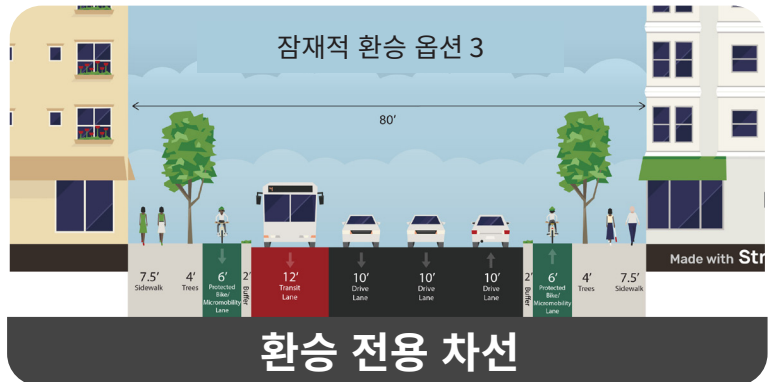 잠재적 환승 옵션 3
80’
7.5’
Sidewalk
4’
Trees
6’
Protected
Bike/
Micromobility
Lane
2’
Buffer
12’
Transit
Lane
10’
Drive
Lane
10’
Drive
Lane
10’
Drive
Lane
2’
Buffer
6’
Protected
Bike/
Micromobility
Lane
4’
Trees
7.5’
Sidewalk
Made with Str
환승 전용 차선